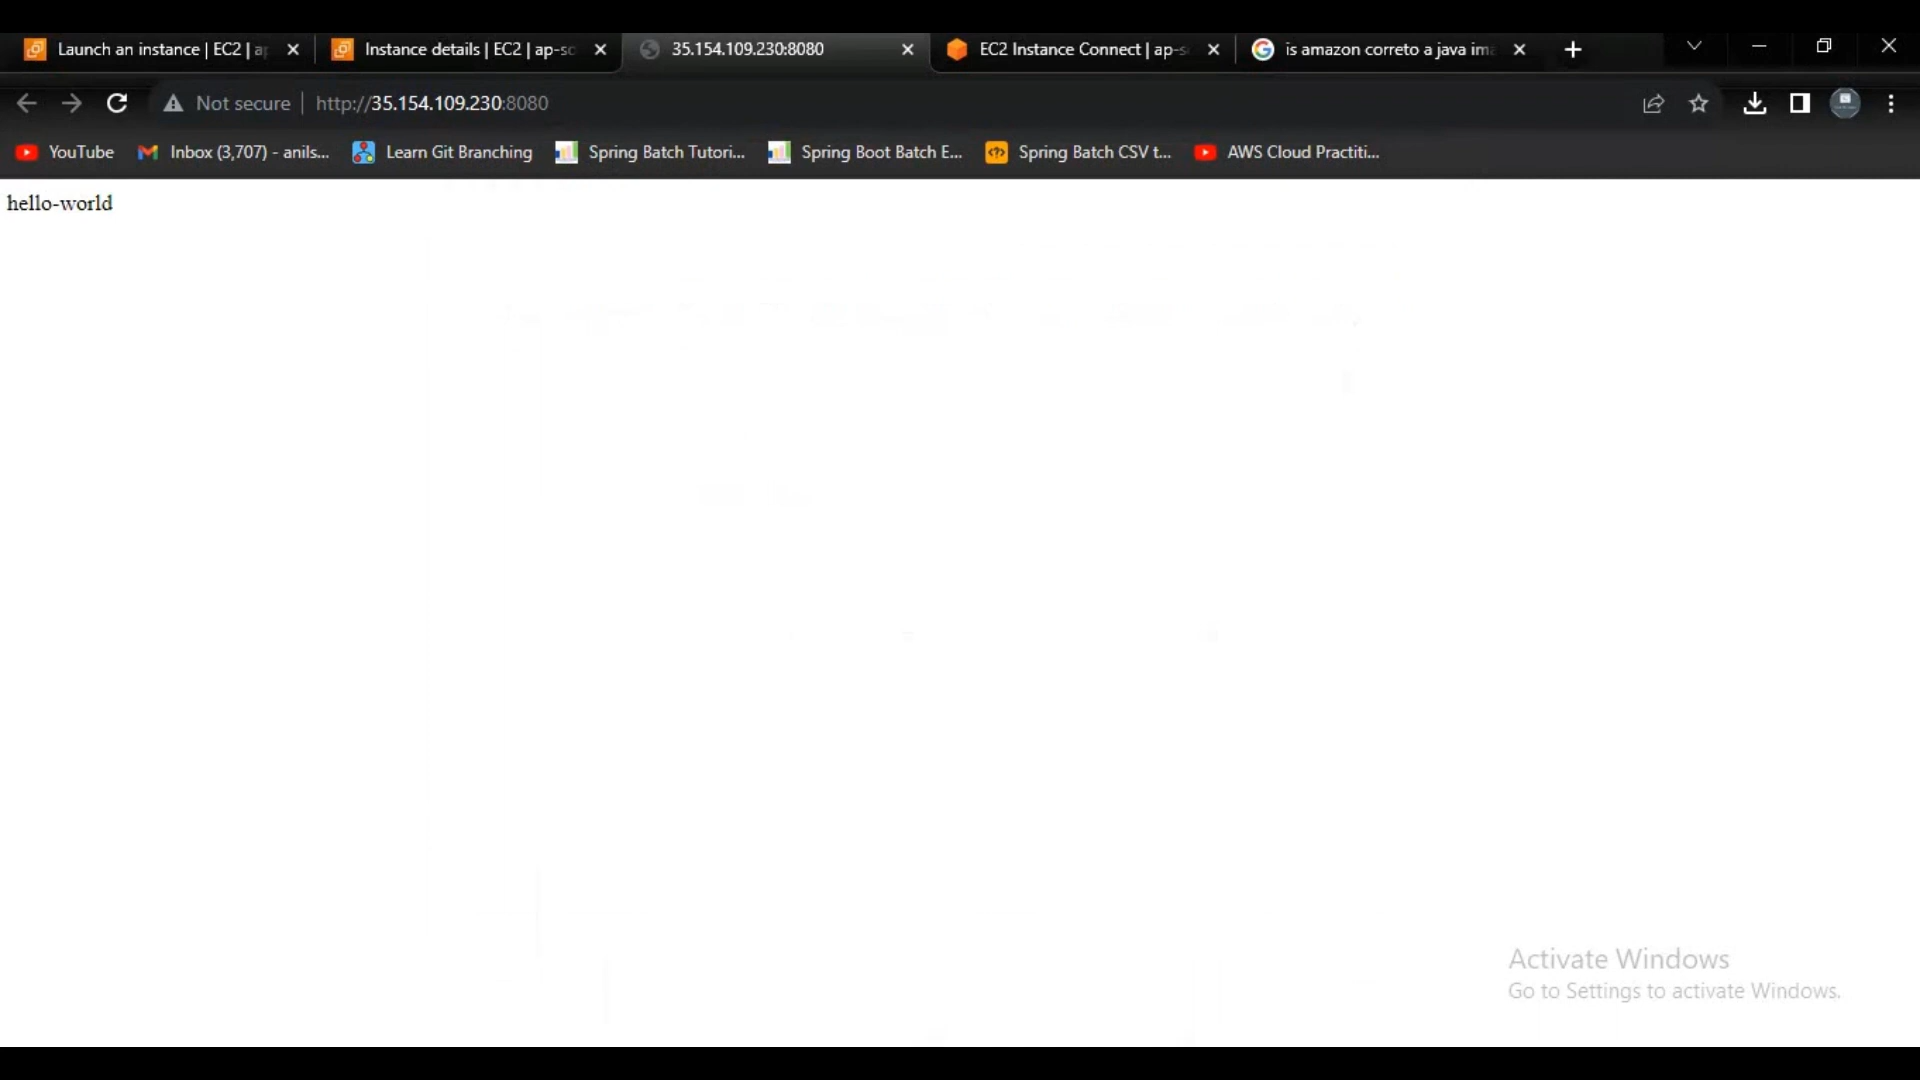 Launch an instance | EC2 | a
Instance details | EC2 | ap-so
35.154.109.230:8080
EC2 Instance Connect | ap-s
is amazon correto a java im
Not secure
http://35.154.109.230:8080
YouTube
Inbox (3,707) - anils...
Learn Git Branching
Spring Batch Tutori...
Spring Boot Batch E...
Spring Batch CSV t...
AWS Cloud Practiti...
hello-world
Activate Windows
Go to Settings to activate Windows.